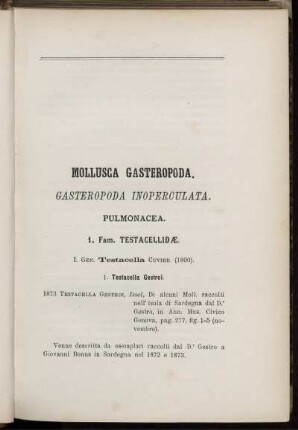 MOLLUSCA GASTEROPODA.
GASTEROPODA INOPERCULATA.
PULMONACEA.
1. Fam. TESTACELLIDÆ.
I. Gen. Testacella Cuvier. (1800).
1. Testacella Gestroi.
1873 Testacella Gestroi, Issel, Di alcuni Moll. raccolti
nell'isola di Sardegna dal D.r
Gestro, in Ann. Mus. Civico
Genova, pag. 277, fig. 1-5 (no-
vembre).
Venne descritta da esemplari raccolti dal D.r Gestro a
Giovanni Bonu in Sardegna nel 1872 e 1873.